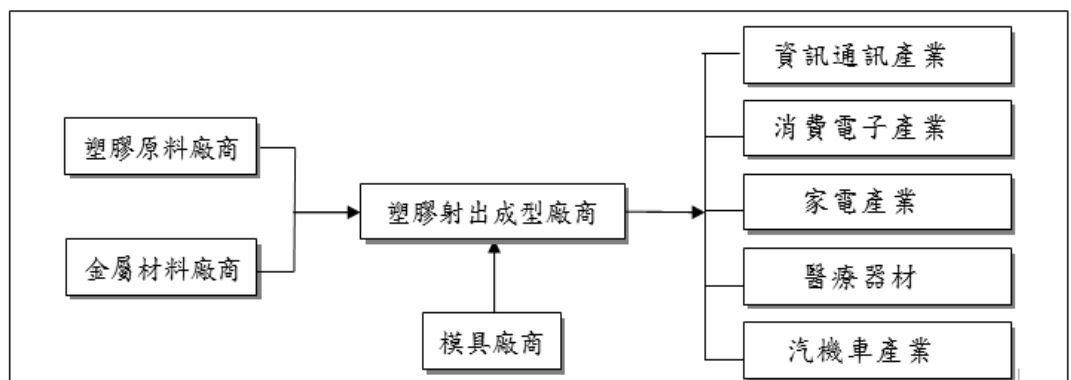 塑膠原料廠商
金屬材料廠商
塑膠射出成型廠商
模具廠商
資訊通訊產業
消費電子產業
家電產業
醫療器材
汽機車產業